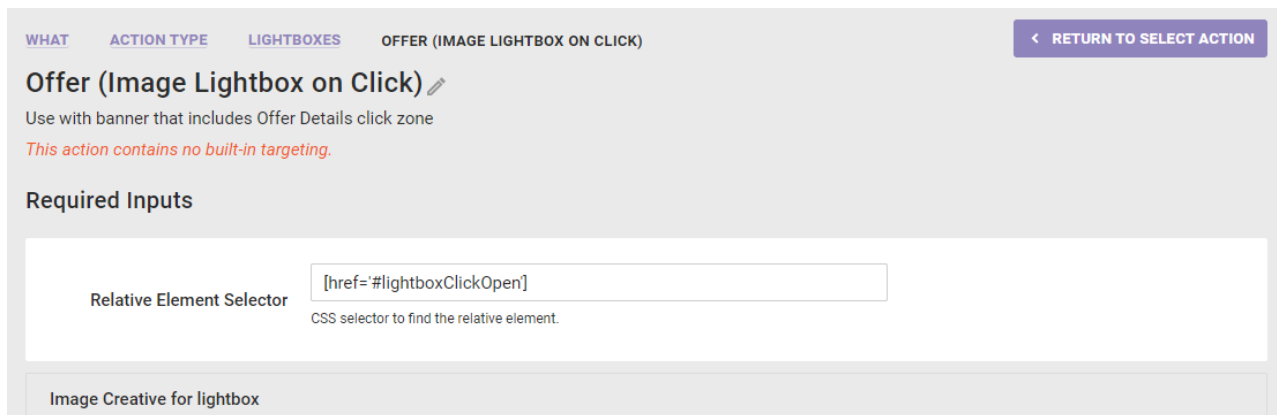 WHAT ACTION TYPE LIGHTBOXES OFFER (IMAGE LIGHTBOX ON CLICK) < RETURN TO SELECT ACTION
Offer (Image Lightbox on Click)
Use with banner that includes Offer Details click zone
This action contains no built-in targeting.
Required Inputs
[href='#lightboxClickOpen']
Relative Element Selector
CSS selector to find the relative element.
Image Creative for lightbox